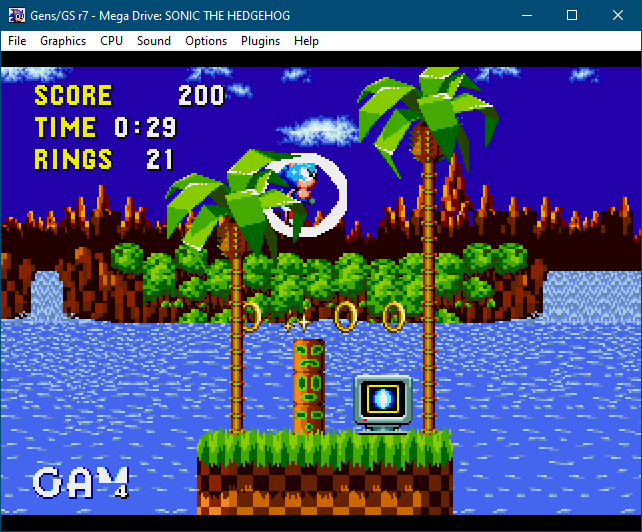 Gens/GS r7 - Mega Drive: SONIC THE HEDGEHOG
File Graphics CPU Sound Options Plugins Help
SCORE 200
TIME 0:29
RINGS 21
GAM
4